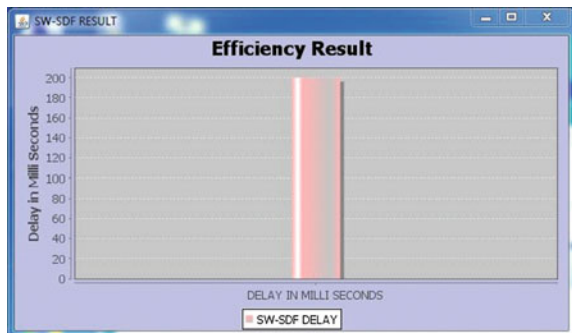 SW-SDF RESULT
Efficiency Result
Delay in Milli Seconds
200
180
160
140
120
100
80
60
40
20
0
DELAY IN MILLI SECONDS
SW-SDF DELAY